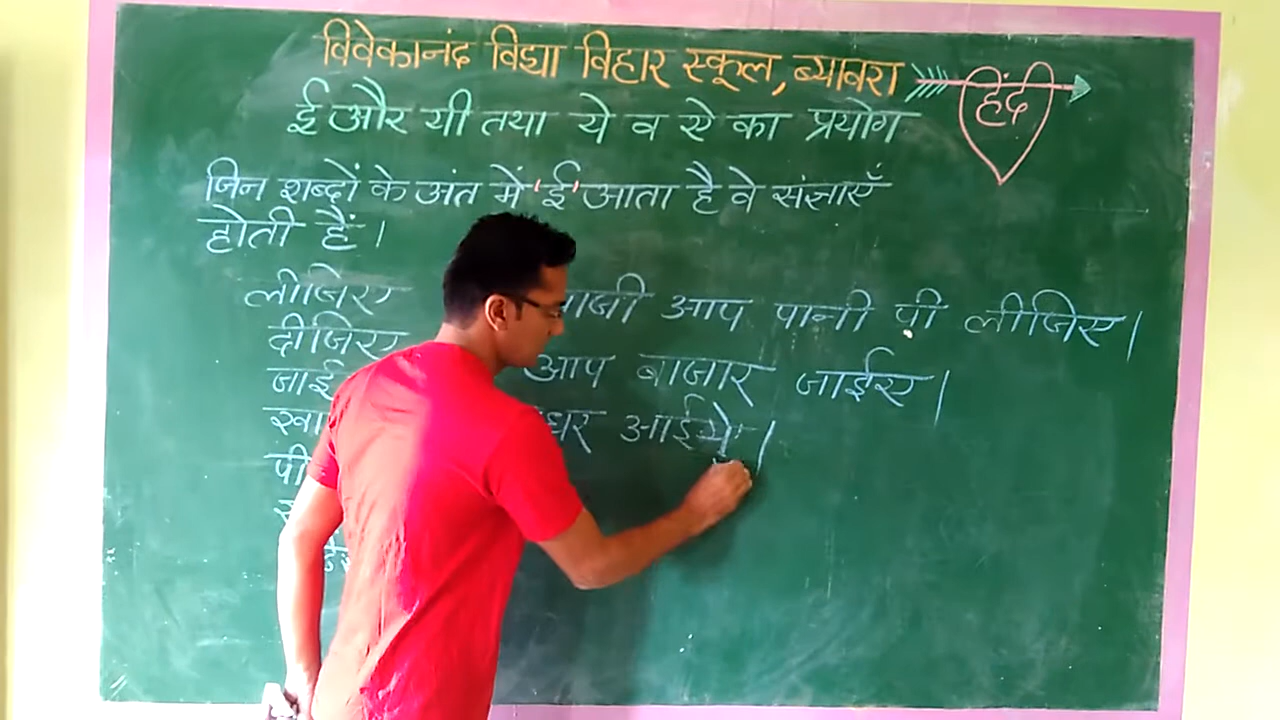 विवेकानंद विद्या विहार स्कूल, ब्यावरा
हिंदी
ई और यी तथा ये व ए का प्रयोग
जिन शब्दों के अंत में 'ई' आता है वे संज्ञाएँ
होती हैं।
लीजिए आप पानी पी लीजिए।
दीजिए आप बाजार जाईए।
जाई घर आईये।
खा
पी